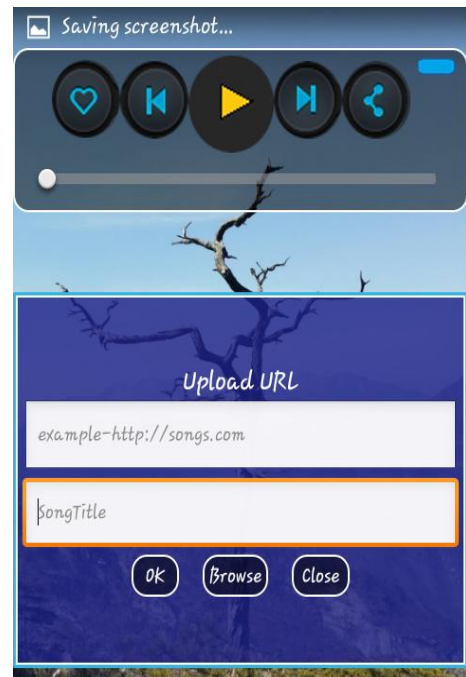 Saving screenshot...
Upload URL
example-http://songs.com
SongTitle
OK Browse Close